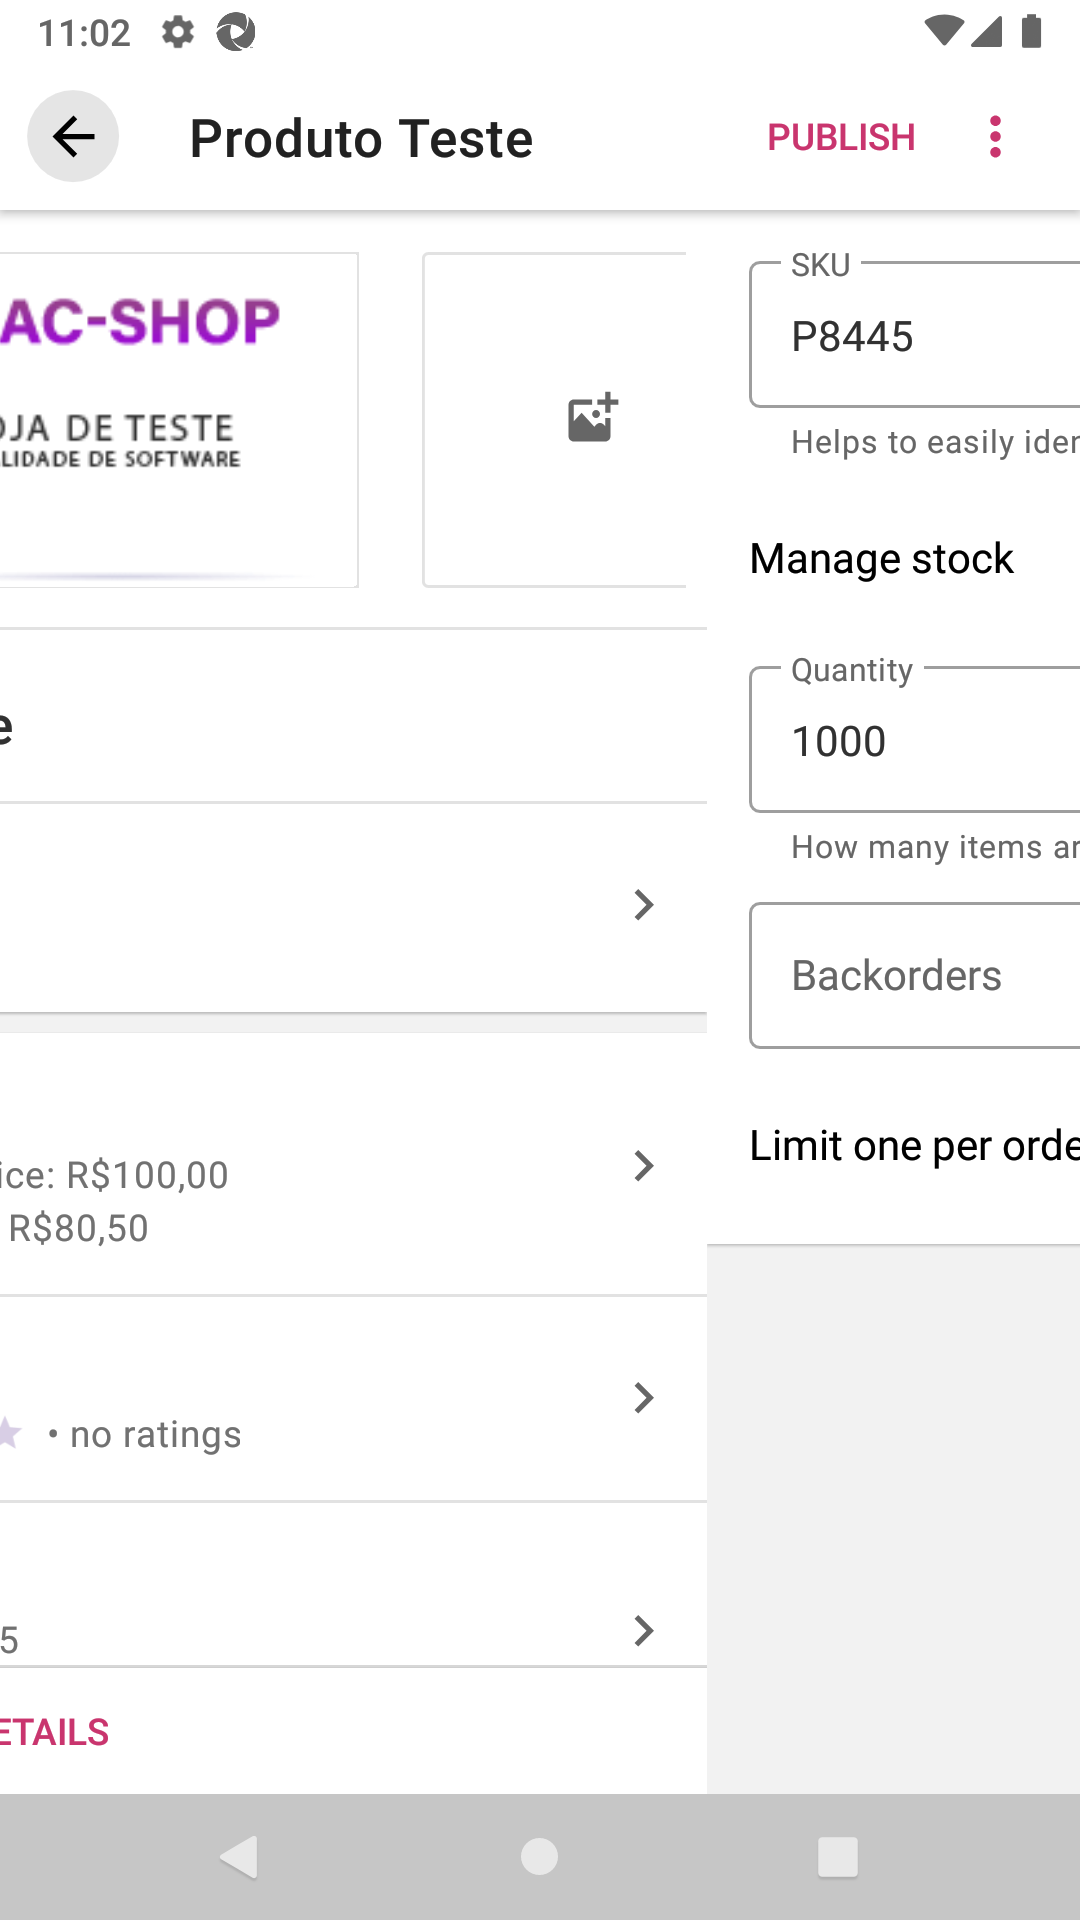 11:02
Produto Teste
PUBLISH
AC-SHOP
OJA DE TESTE
LIDADE DE SOFTWARE
e
ice: R$100,00
R$80,50
• no ratings
5
ETAILS
SKU
P8445
Helps to easily iden
Manage stock
Quantity
1000
How many items ar
Backorders
Limit one per orde